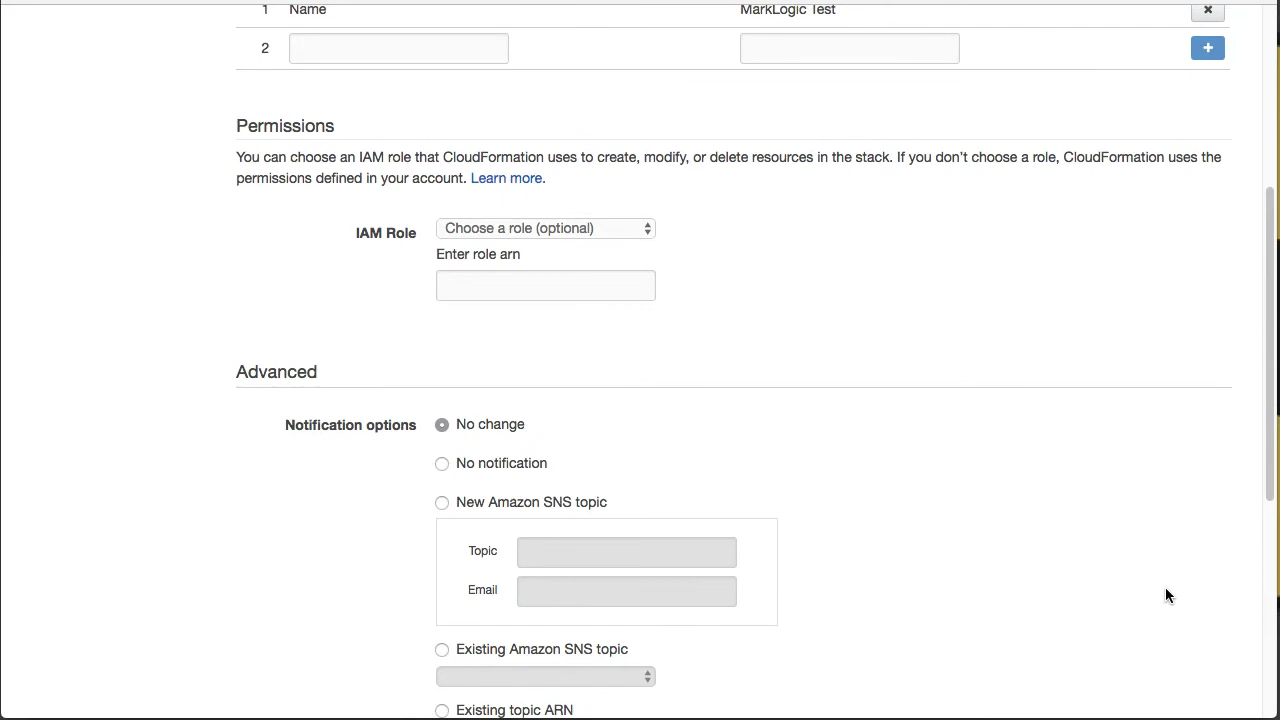 1 Name MarkLogic Test
2
Permissions
You can choose an IAM role that CloudFormation uses to create, modify, or delete resources in the stack. If you don't choose a role, CloudFormation uses the
permissions defined in your account. Learn more.
IAM Role Choose a role (optional)
Enter role arn
Advanced
Notification options No change
No notification
New Amazon SNS topic
Topic
Email
Existing Amazon SNS topic
Existing topic ARN